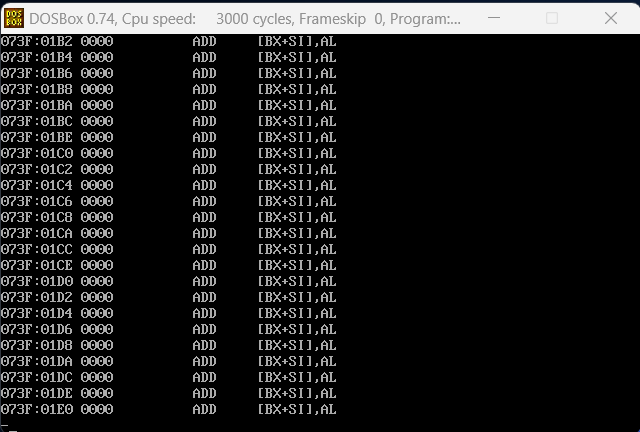 DOS BOX
DOSBox 0.74, Cpu speed: 3000 cycles, Frameskip 0, Program:...
073F:01B2 0000 ADD [BX+SI],AL
073F:01B4 0000 ADD [BX+SI],AL
073F:01B6 0000 ADD [BX+SI],AL
073F:01B8 0000 ADD [BX+SI],AL
073F:01BA 0000 ADD [BX+SI],AL
073F:01BC 0000 ADD [BX+SI],AL
073F:01BE 0000 ADD [BX+SI],AL
073F:01C0 0000 ADD [BX+SI],AL
073F:01C2 0000 ADD [BX+SI],AL
073F:01C4 0000 ADD [BX+SI],AL
073F:01C6 0000 ADD [BX+SI],AL
073F:01C8 0000 ADD [BX+SI],AL
073F:01CA 0000 ADD [BX+SI],AL
073F:01CC 0000 ADD [BX+SI],AL
073F:01CE 0000 ADD [BX+SI],AL
073F:01D0 0000 ADD [BX+SI],AL
073F:01D2 0000 ADD [BX+SI],AL
073F:01D4 0000 ADD [BX+SI],AL
073F:01D6 0000 ADD [BX+SI],AL
073F:01D8 0000 ADD [BX+SI],AL
073F:01DA 0000 ADD [BX+SI],AL
073F:01DC 0000 ADD [BX+SI],AL
073F:01DE 0000 ADD [BX+SI],AL
073F:01E0 0000 ADD [BX+SI],AL
-_